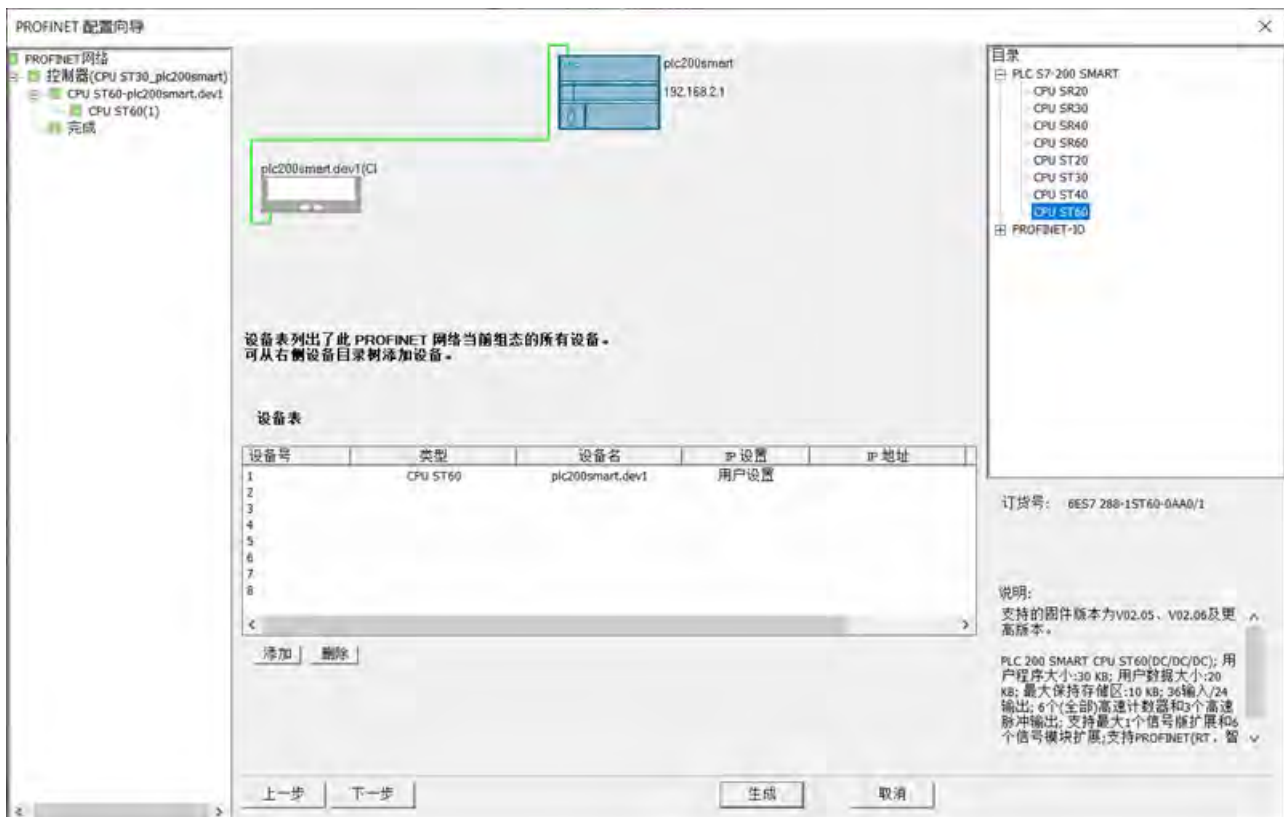 PROFINET 配置向导
PROFINET网络
控制器(CPU ST30_plc200smart)
CPU ST60-plc200smart.dev1
CPU ST60(1)
完成
plc200smart
192.168.2.1
plc200smart.dev1(CI
设备表列出了此 PROFINET 网络当前组态的所有设备。
可从右侧设备目录树添加设备。
设备表
设备号 类型 设备名 IP 设置 IP 地址
1 CPU ST60 plc200smart.dev1 用户设置
2
3
4
5
6
7
8
添加 删除
上一步 下一步 生成 取消
目录
PLC S7-200 SMART
CPU SR20
CPU SR30
CPU SR40
CPU SR60
CPU ST20
CPU ST30
CPU ST40
CPU ST60
PROFINET-IO
订货号: 6ES7 288-1ST60-0AA0/1
说明:
支持的固件版本为V02.05、V02.06及更
高版本。
PLC 200 SMART CPU ST60(DC/DC/DC); 用
户程序大小:30 KB; 用户数据大小:20
KB; 最大保持存储区:10 KB; 36输入/24
输出; 6个(全部)高速计数器和3个高速
脉冲输出; 支持最大1个信号版扩展和6
个信号模块扩展;支持PROFINET(RT，智